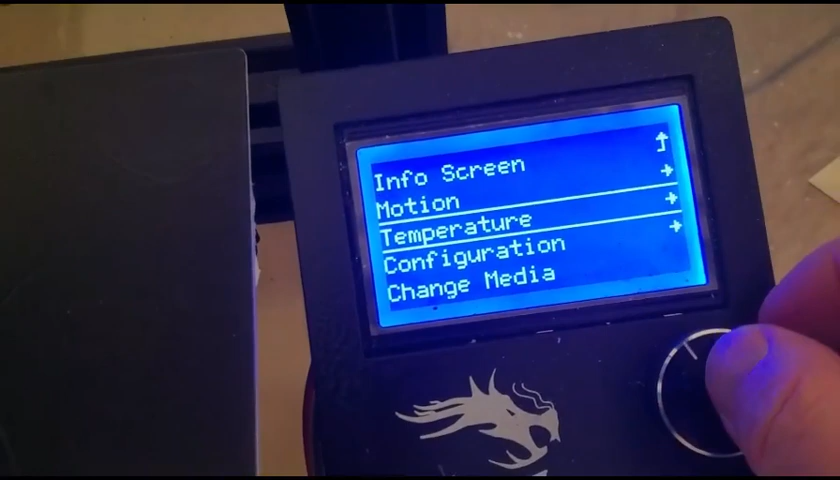 Info Screen
Motion
Temperature
Configuration
Change Media